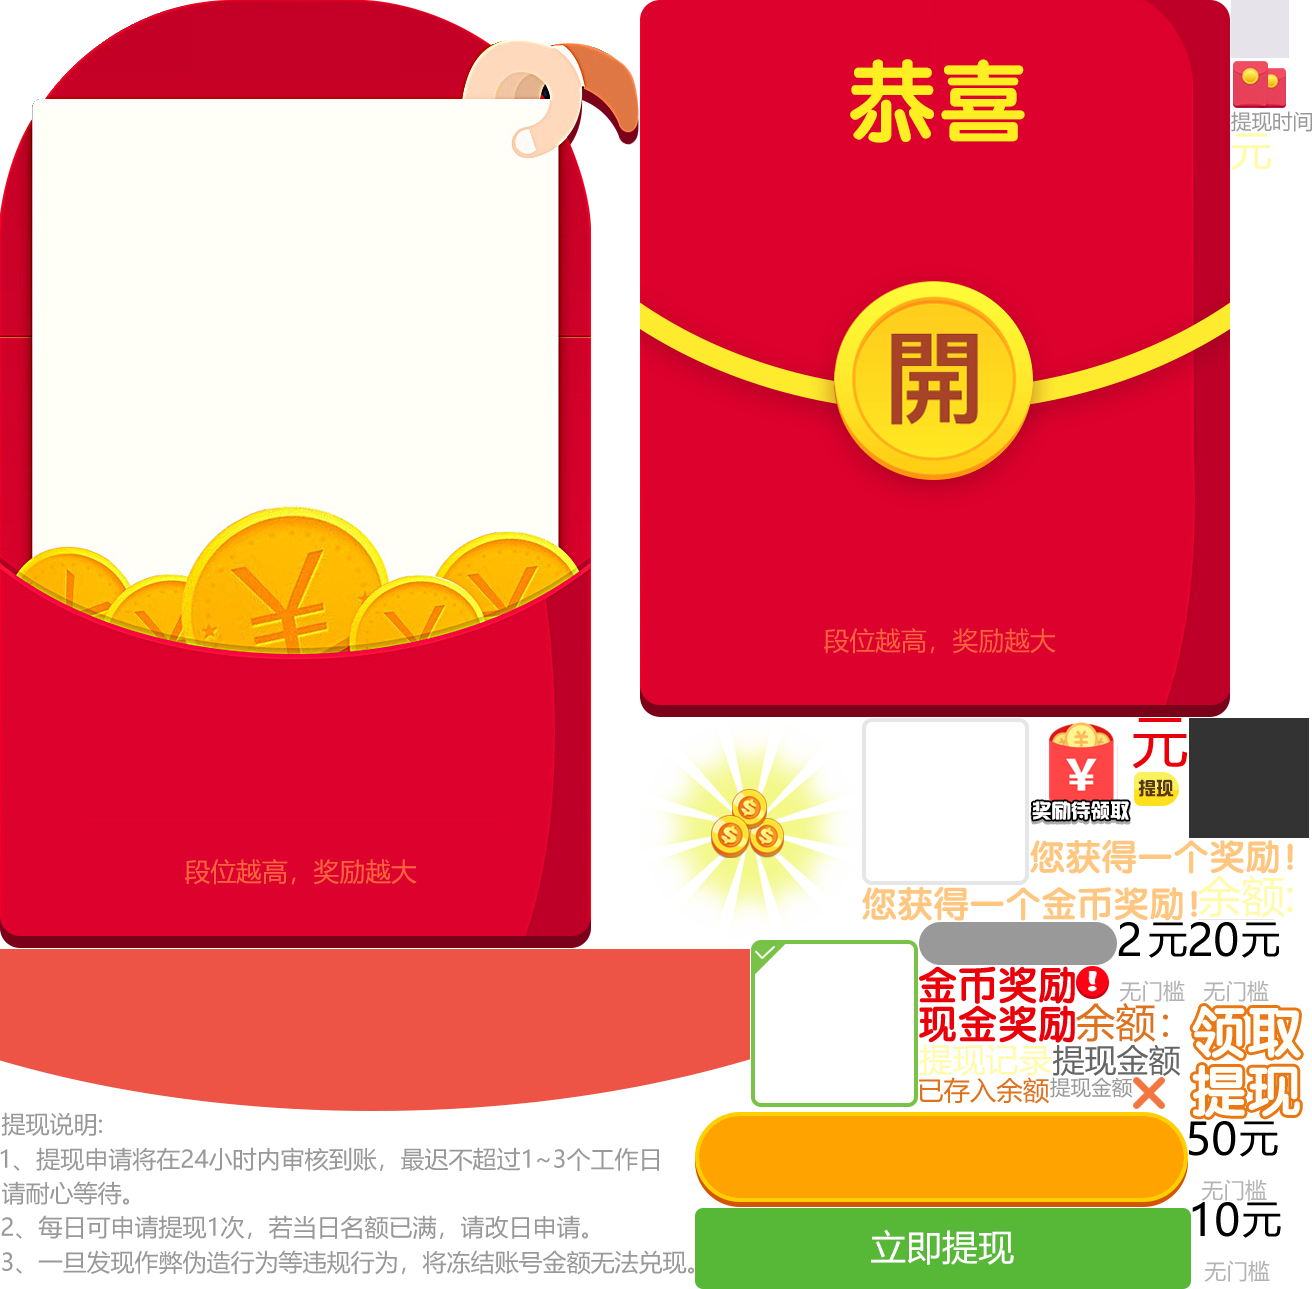 恭喜
開
段位越高，奖励越大
提现时间
元
段位越高，奖励越大
¥
奖励待领取
元
提现
您获得一个奖励！
您获得一个金币奖励！
余额:
2元
20元
无门槛
无门槛
金币奖励
现金奖励
余额：
提现记录
提现金额
已存入余额
提现金额
领取
提现
50元
无门槛
10元
无门槛
立即提现
提现说明:
1、提现申请将在24小时内审核到账，最迟不超过1~3个工作日
请耐心等待。
2、每日可申请提现1次，若当日名额已满，请改日申请。
3、一旦发现作弊伪造行为等违规行为，将冻结账号金额无法兑现。